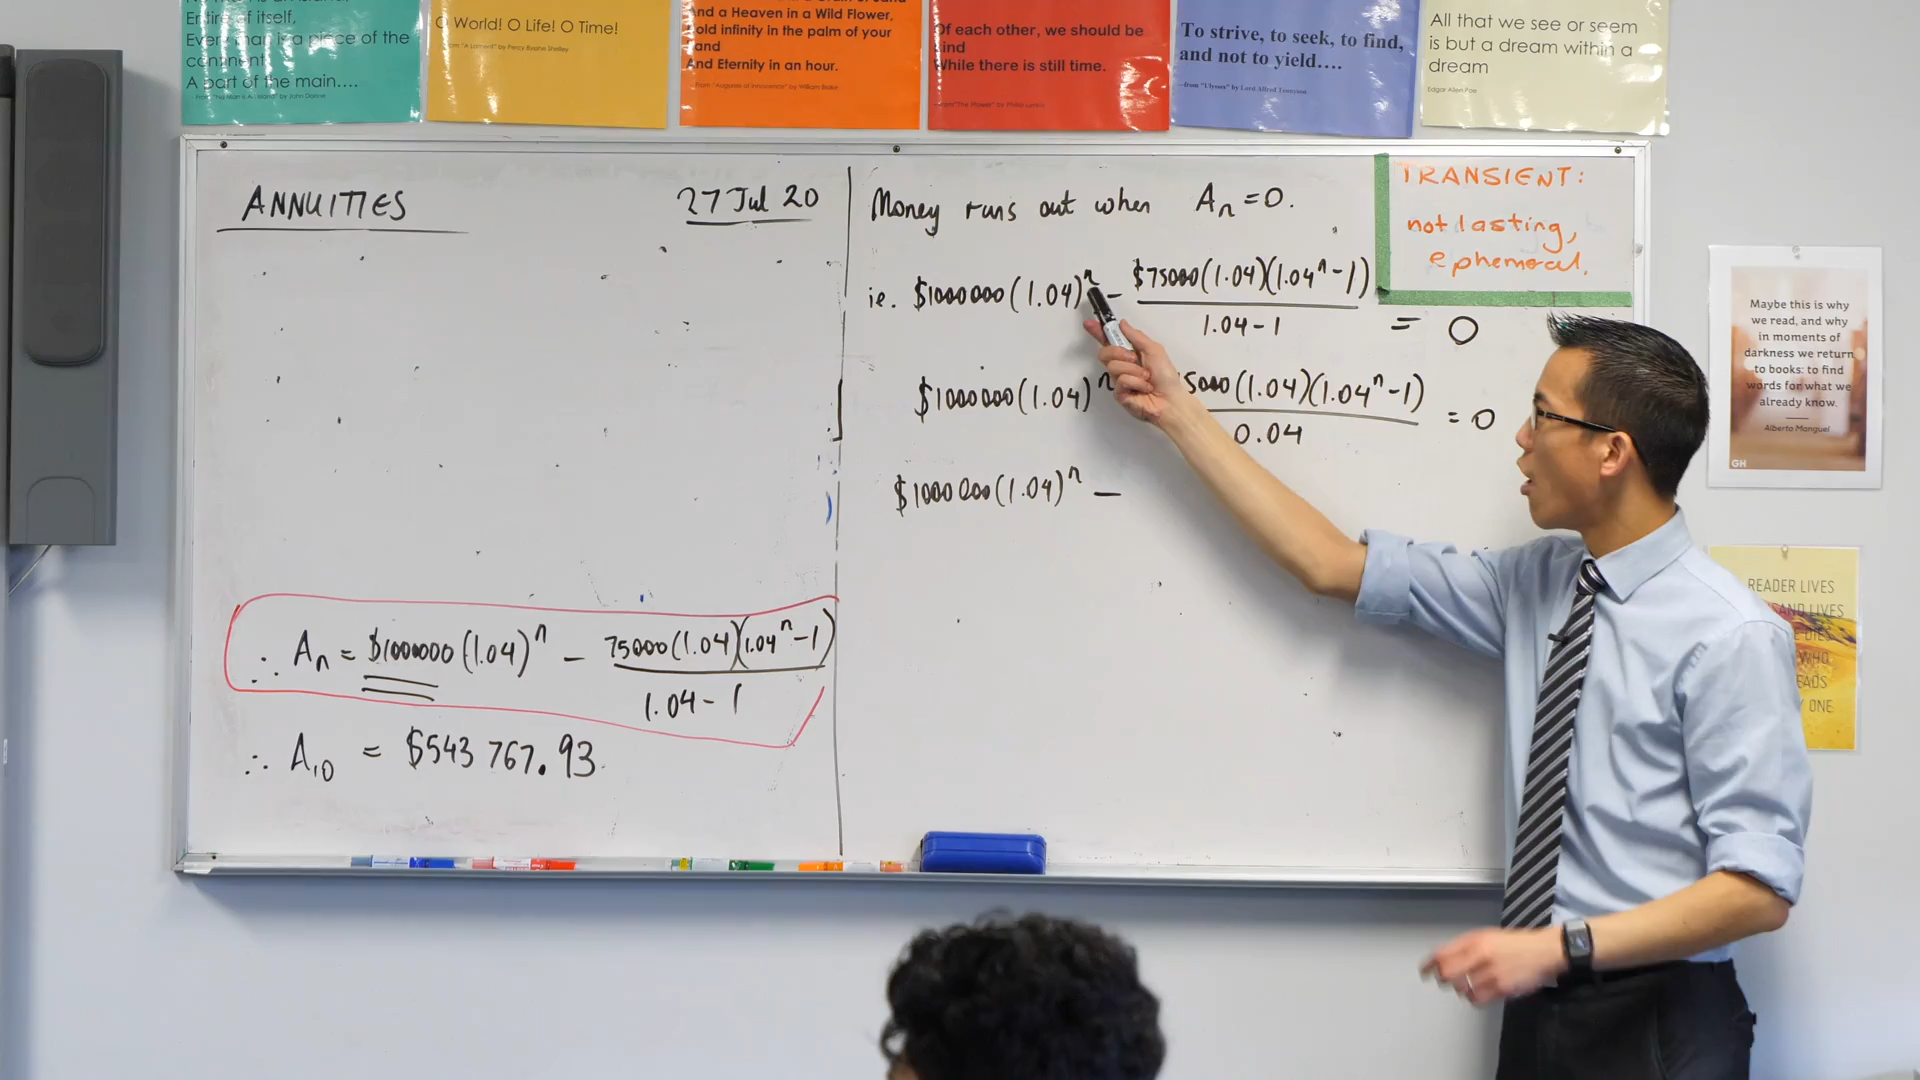 Entire of itself,
Every man is a piece of the
continent,
A part of the main....
from "No Man is An Island" by John Donne
O World! O Life! O Time!
from "A Lament" by Percy Bysshe Shelley
And a Heaven in a Wild Flower,
Hold infinity in the palm of your
hand
And Eternity in an hour.
from "Auguries of Innocence" by William Blake
Of each other, we should be
kind
While there is still time.
from "The Mower" by Philip Larkin
To strive, to seek, to find,
and not to yield....
from "Ulysses" by Lord Alfred Tennyson
All that we see or seem
is but a dream within a
dream
Edgar Allen Poe
ANNUITIES 27 Jul 20
∴ Aₙ = $1000000(1.04)ⁿ - 75000(1.04)(1.04ⁿ-1)
1.04-1
∴ A₁₀ = $543 767.93
Money runs out when Aₙ=0.
ie. $1000000(1.04)ⁿ - $75000(1.04)(1.04ⁿ-1)
1.04-1
= 0
$1000000(1.04)ⁿ 5000(1.04)(1.04ⁿ-1)
0.04
=0
$1000000(1.04)ⁿ -
TRANSIENT:
not lasting,
ephemeral.
Maybe this is why
we read, and why
in moments of
darkness we return
to books: to find
words for what we
already know.
Alberto Manguel
GH
READER LIVES
SAND LIVES
E DIES
WHO
EADS
Y ONE